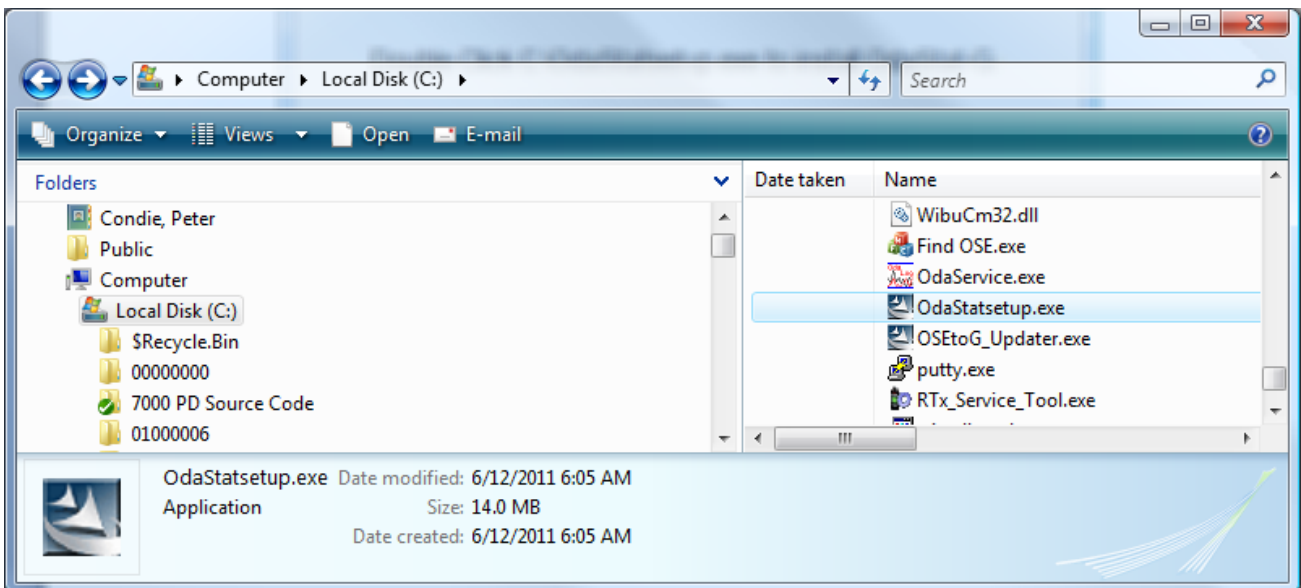 Computer Local Disk (C:) Search
Organize Views Open E-mail
Folders
Condie, Peter
Public
Computer
Local Disk (C:)
$Recycle.Bin
00000000
7000 PD Source Code
01000006
Date taken Name
WibuCm32.dll
Find OSE.exe
OdaService.exe
OdaStatsetup.exe
OSEtoG_Updater.exe
putty.exe
RTx_Service_Tool.exe
OdaStatsetup.exe Date modified: 6/12/2011 6:05 AM
Application Size: 14.0 MB
Date created: 6/12/2011 6:05 AM